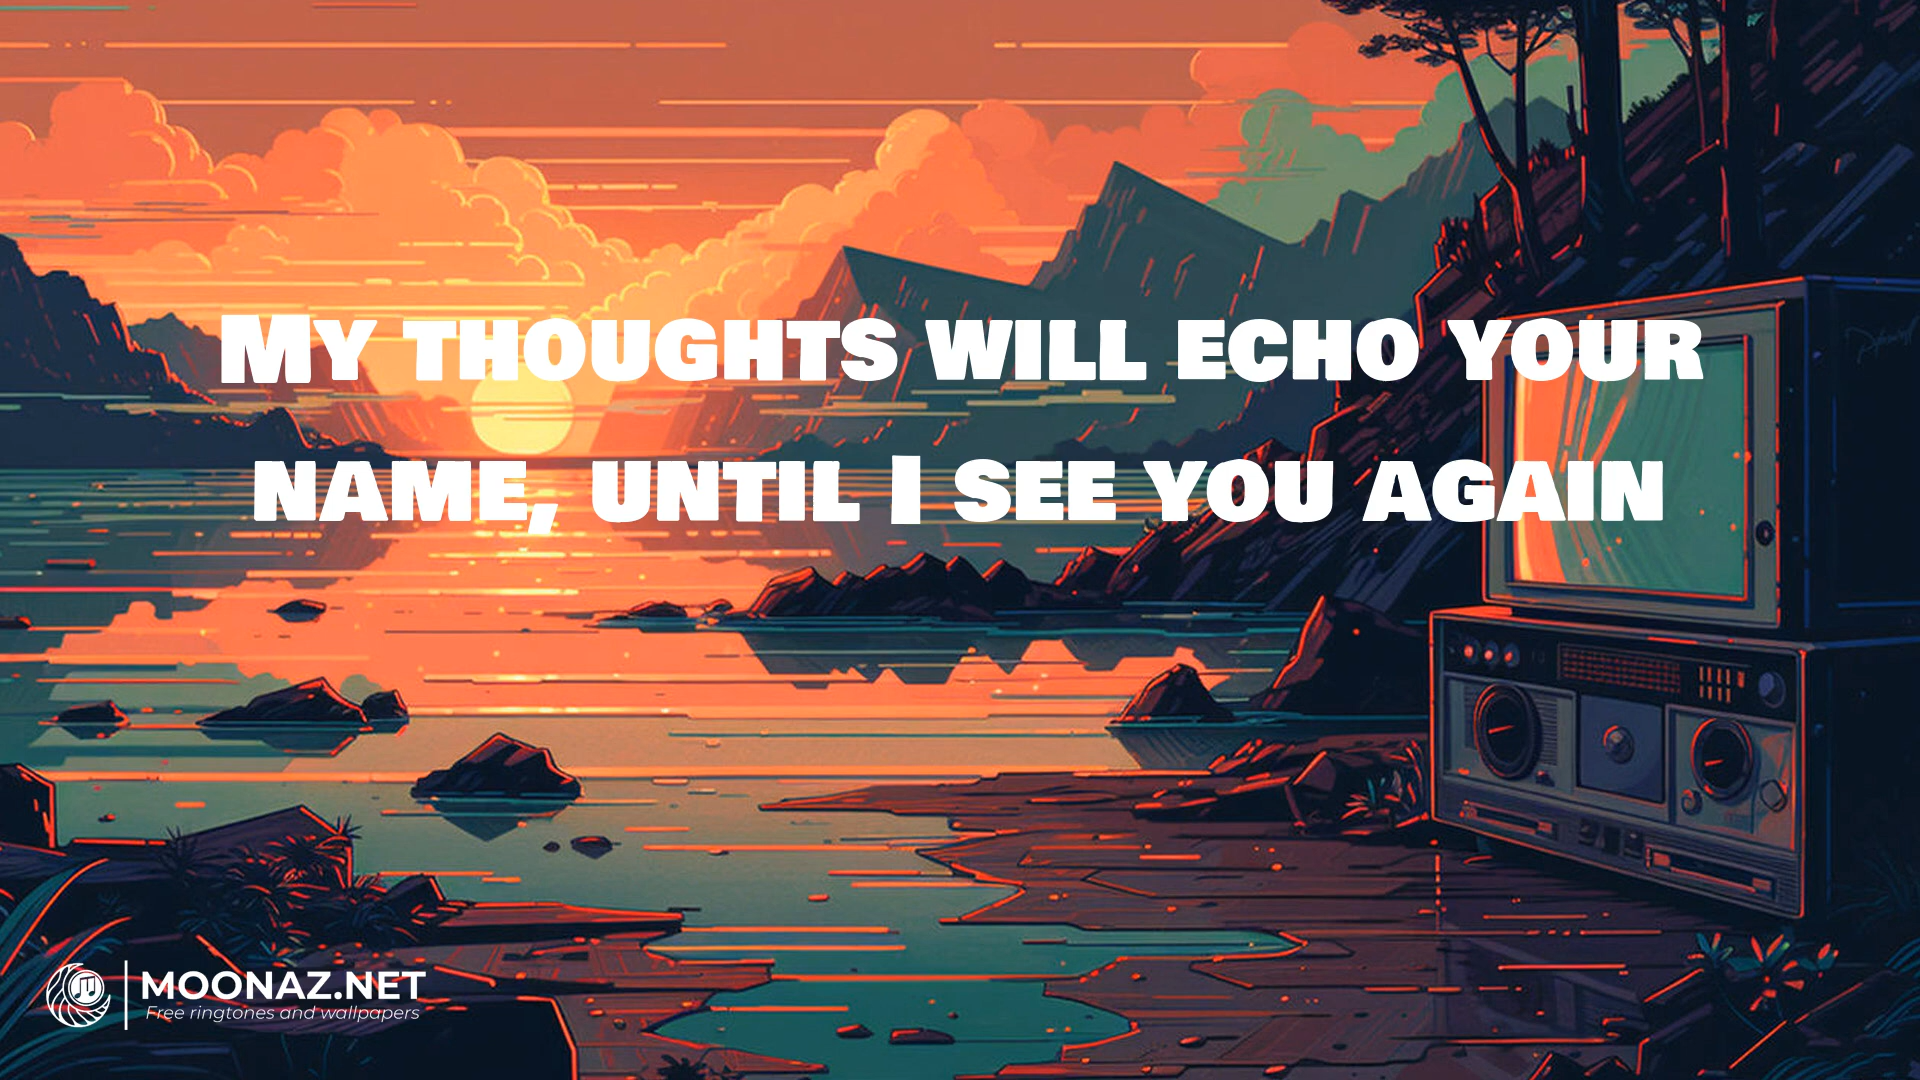 My thoughts will echo your
name, until I see you again
MOONAZ.NET
Free ringtones and wallpapers